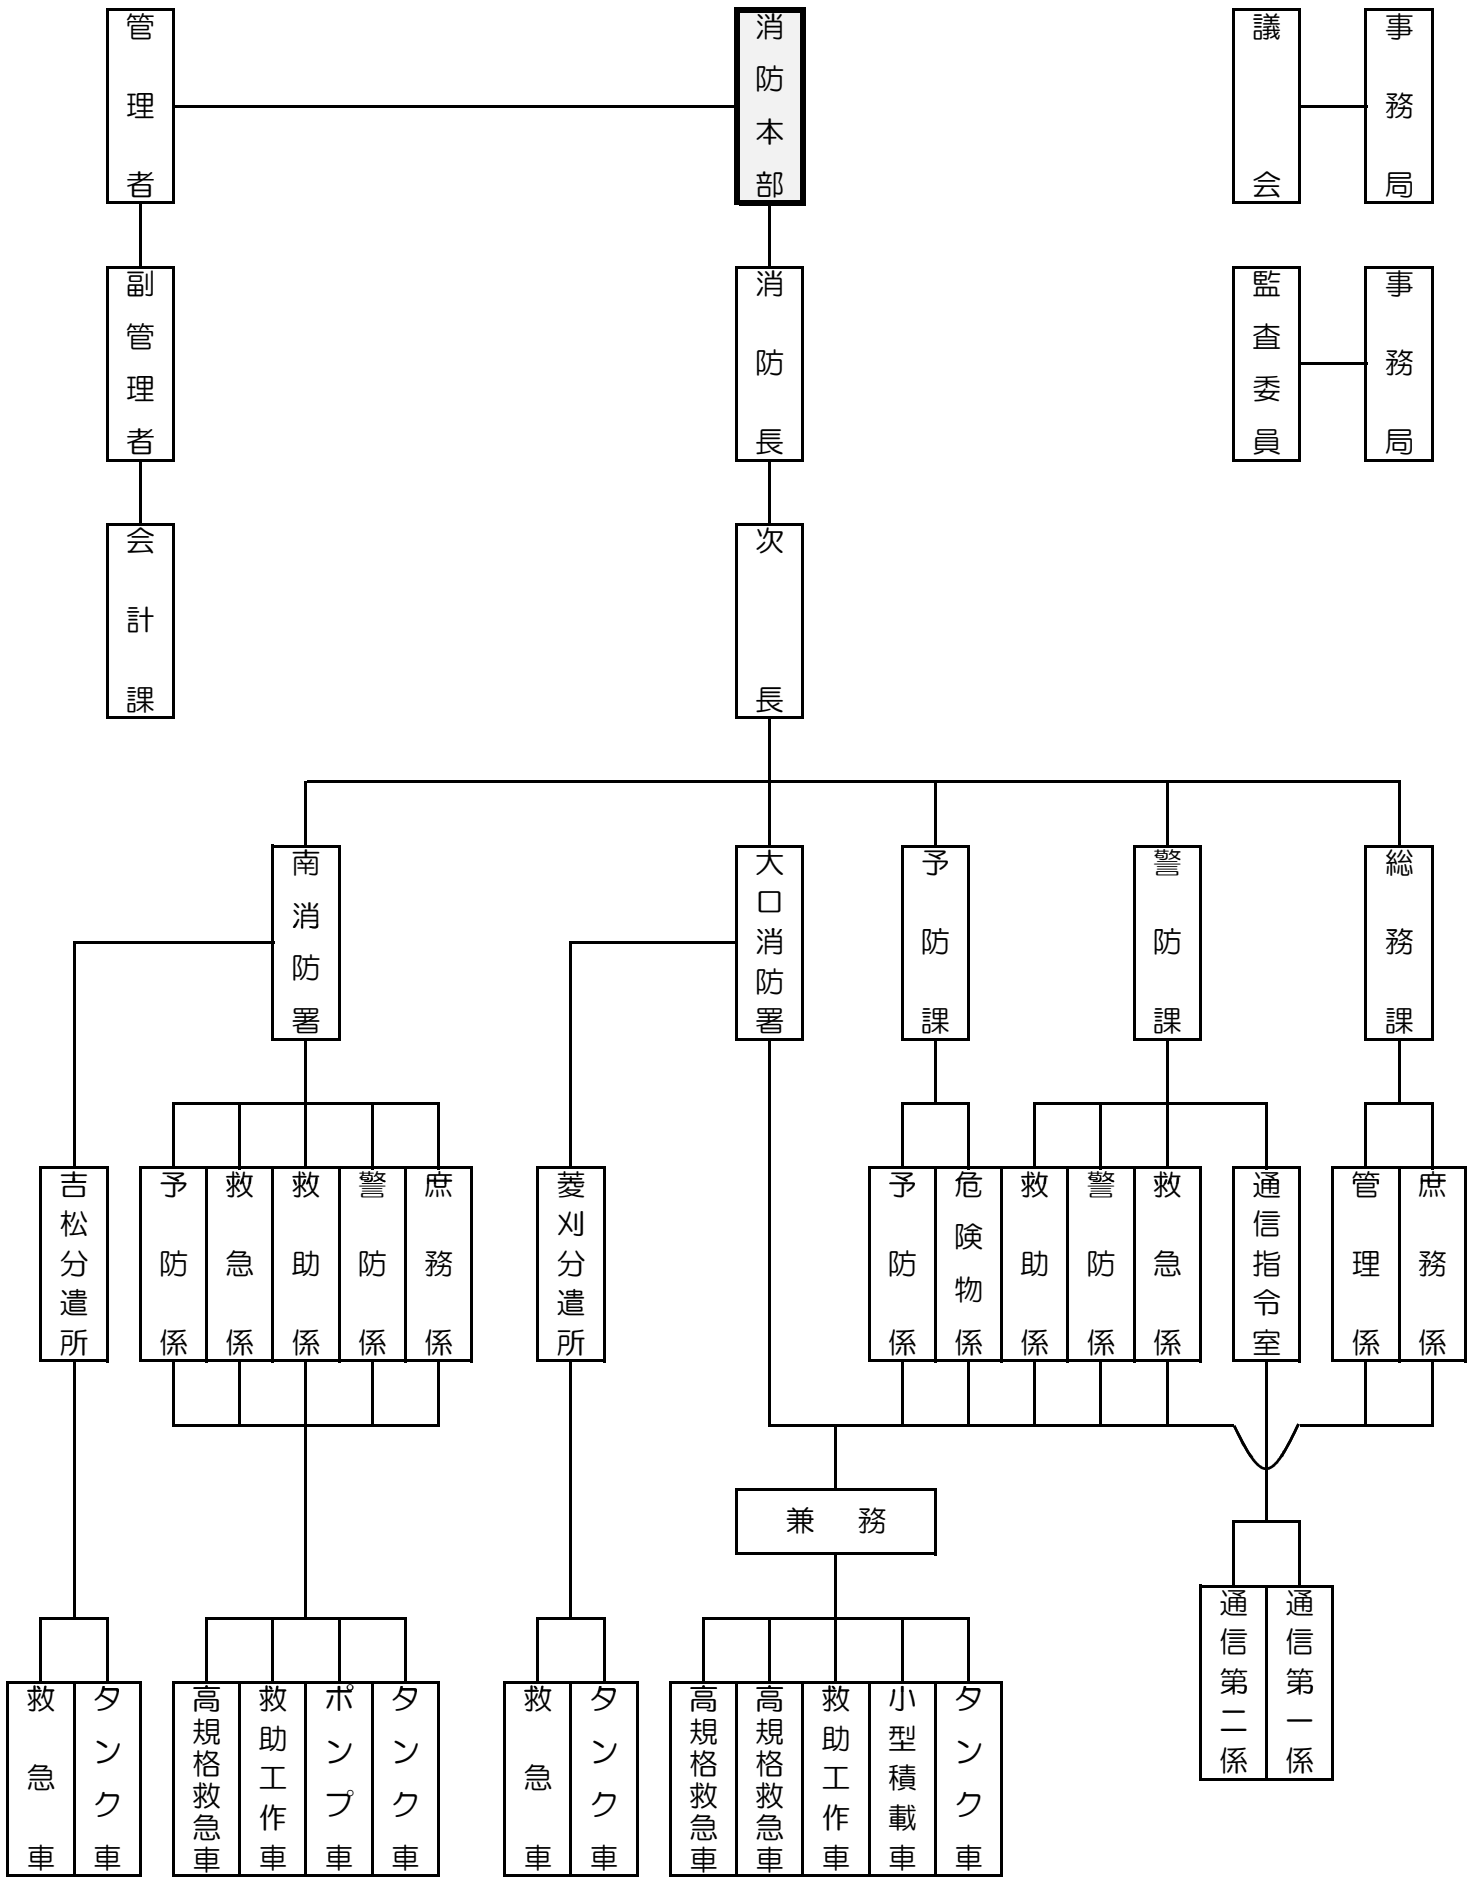 管理者
消防本部
議会
事務局
副管理者
消防長
監査委員
事務局
会計課
次長
南消防署
大口消防署
予防課
警防課
総務課
吉松分遣所
予防係
救急係
救助係
警防係
庶務係
菱刈分遣所
予防係
危険物係
救助係
警防係
救急係
通信指令室
管理係
庶務係
兼務
通信第二係
通信第一係
救急車
タンク車
高規格救急車
救助工作車
ポンプ車
タンク車
救急車
タンク車
高規格救急車
高規格救急車
救助工作車
小型積載車
タンク車